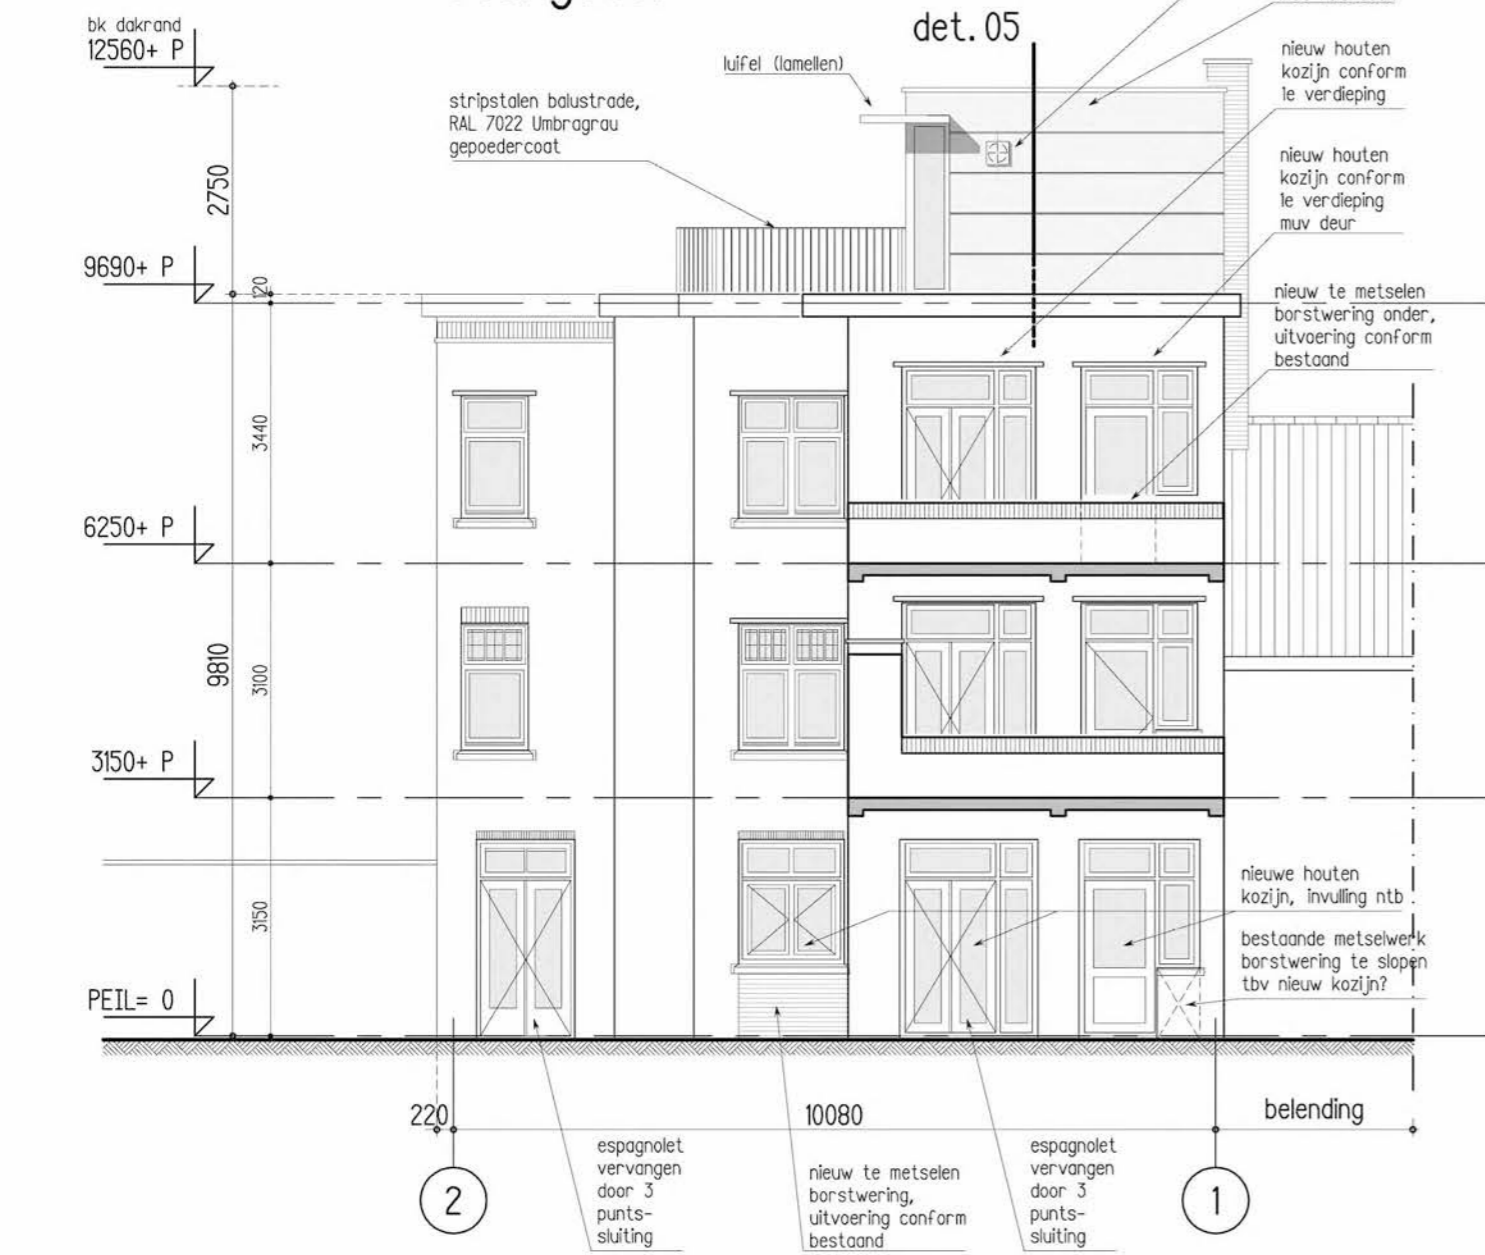 det.05
bk dakrand
12560+ P
luifel (lamellen)
stripstalen balustrade,
RAL 7022 Umbragrau
gepoedercoat
nieuw houten
kozijn conform
1e verdieping
nieuw houten
kozijn conform
1e verdieping
muv deur
2750
9690+ P
120
nieuw te metselen
borstwering onder,
uitvoering conform
bestaand
3440
6250+ P
9810
3100
3150+ P
3150
nieuwe houten
kozijn, invulling ntb
bestaande metselwerk
borstwering te slopen
tbv nieuw kozijn?
PEIL= 0
220
10080
belending
espagnolet
vervangen
door 3
punts-
sluiting
nieuw te metselen
borstwering,
uitvoering conform
bestaand
espagnolet
vervangen
door 3
punts-
sluiting
2
1